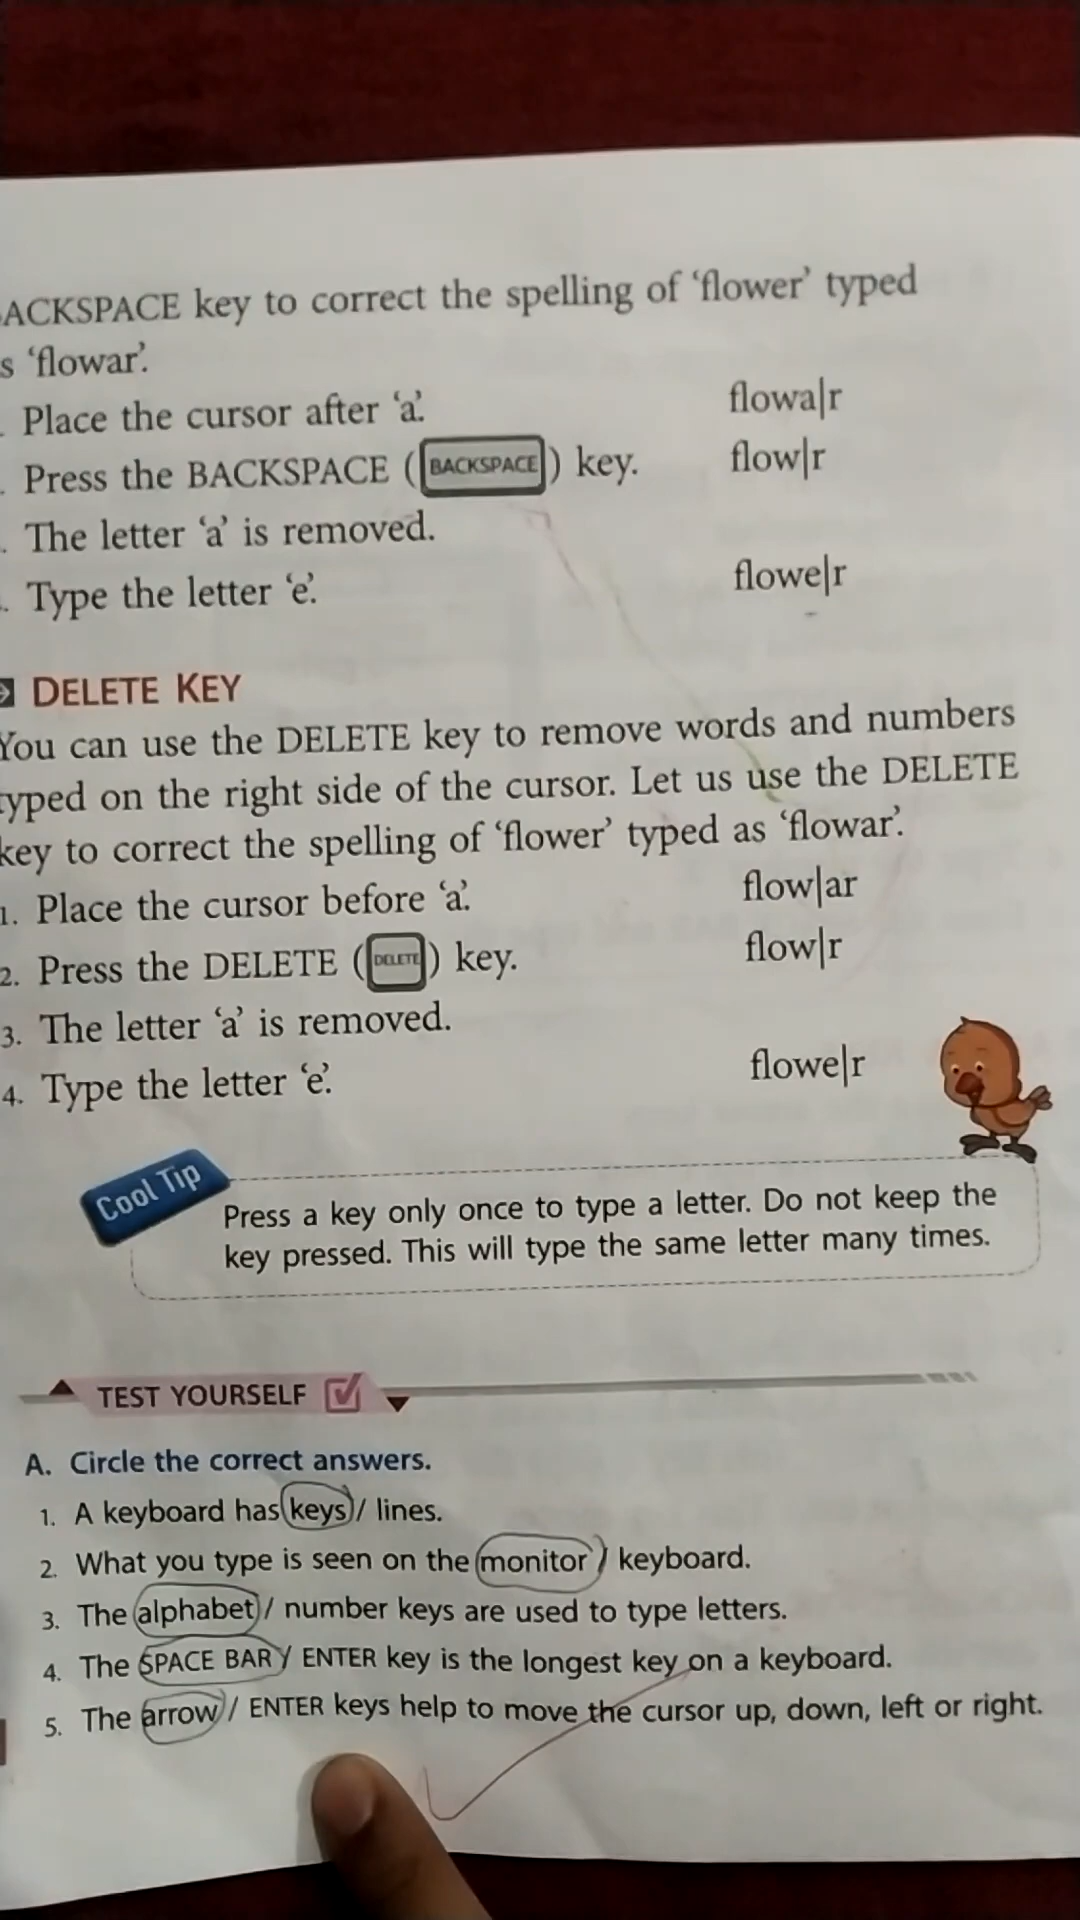 ACKSPACE key to correct the spelling of ‘flower’ typed
s ‘flowar’.
. Place the cursor after ‘a’. flowa|r
. Press the BACKSPACE (BACKSPACE) key. flow|r
. The letter ‘a’ is removed.
. Type the letter ‘e’. flowe|r
DELETE KEY
You can use the DELETE key to remove words and numbers
typed on the right side of the cursor. Let us use the DELETE
key to correct the spelling of ‘flower’ typed as ‘flowar’.
1. Place the cursor before ‘a’. flow|ar
2. Press the DELETE (DELETE) key. flow|r
3. The letter ‘a’ is removed.
4. Type the letter ‘e’. flowe|r
Cool Tip
Press a key only once to type a letter. Do not keep the
key pressed. This will type the same letter many times.
TEST YOURSELF
A. Circle the correct answers.
1. A keyboard has keys / lines.
2. What you type is seen on the monitor / keyboard.
3. The alphabet / number keys are used to type letters.
4. The SPACE BAR / ENTER key is the longest key on a keyboard.
5. The arrow / ENTER keys help to move the cursor up, down, left or right.